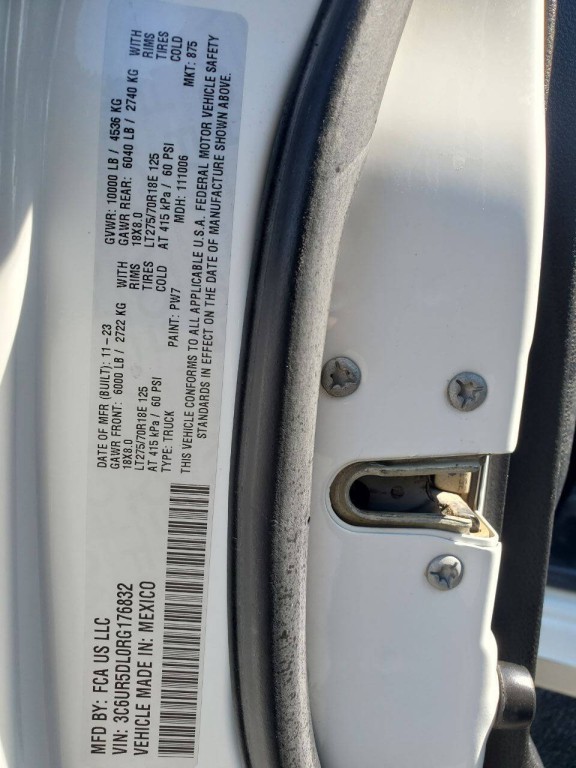 MFD BY: FCA US LLC
VIN: 3C6UR5DL0RG176832
VEHICLE MADE IN: MEXICO
DATE OF MFR (BUILT): 11-23 GVWR: 10000 LB / 4536 KG
GAWR FRONT: 6000 LB / 2722 KG WITH GAWR REAR: 6040 LB / 2740 KG WITH
18X8.0 RIMS 18X8.0 RIMS
LT275/70R18E 125 TIRES LT275/70R18E 125 TIRES
AT 415 kPa / 60 PSI COLD AT 415 kPa / 60 PSI COLD
TYPE: TRUCK PAINT: PW7 MDH: 111006 MKT: 875
THIS VEHICLE CONFORMS TO ALL APPLICABLE U.S.A. FEDERAL MOTOR VEHICLE SAFETY
STANDARDS IN EFFECT ON THE DATE OF MANUFACTURE SHOWN ABOVE.